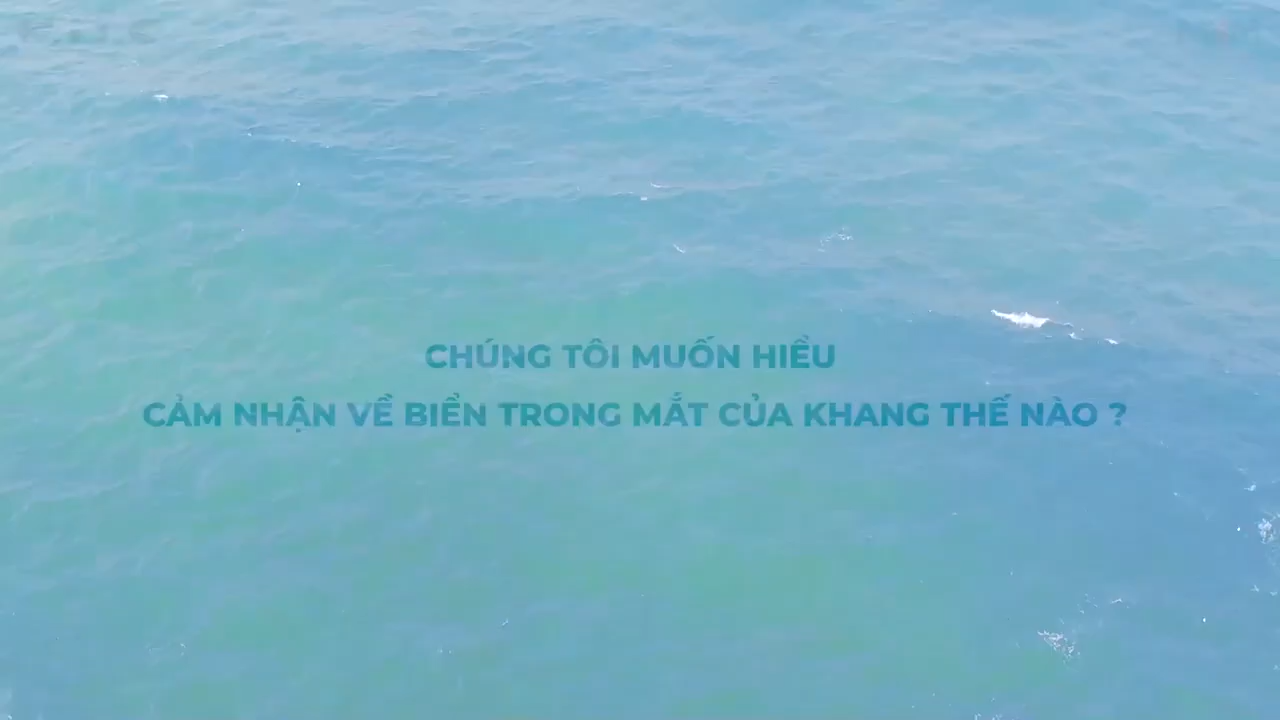 CHÚNG TÔI MUỐN HIỂU
CẢM NHẬN VỀ BIỂN TRONG MẮT CỦA KHANG THẾ NÀO ?